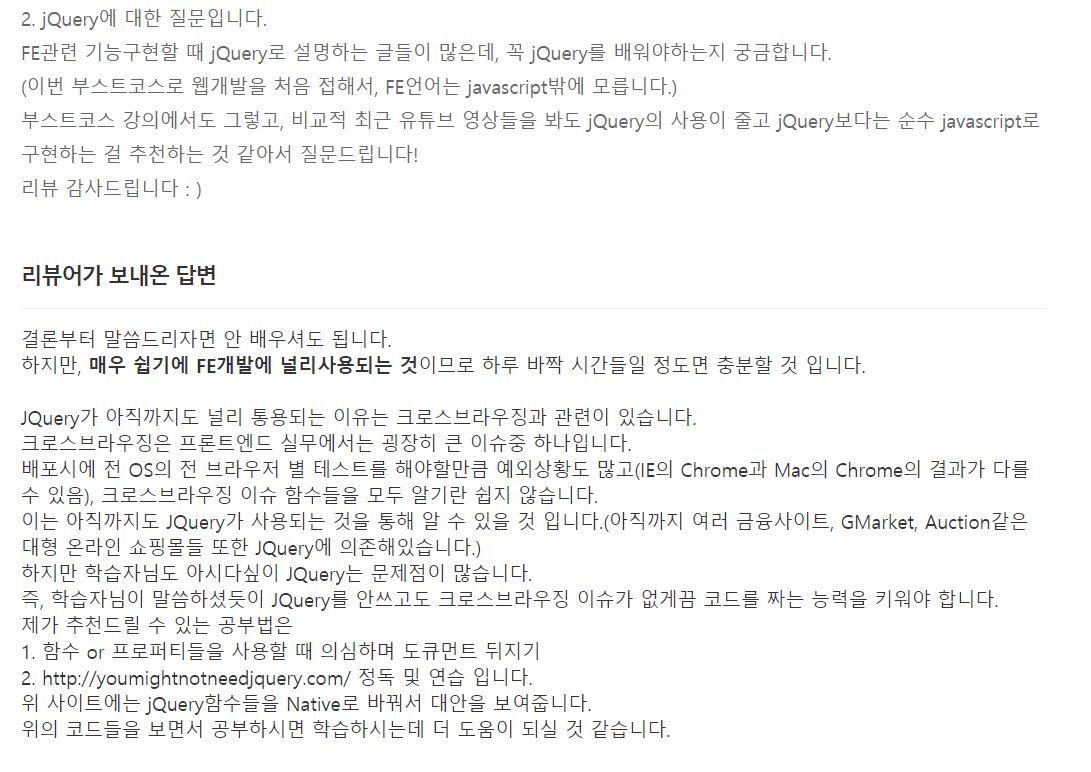 2. jQuery에 대한 질문입니다.
FE관련 기능구현할 때 jQuery로 설명하는 글들이 많은데, 꼭 jQuery를 배워야하는지 궁금합니다.
(이번 부스트코스로 웹개발을 처음 접해서, FE언어는 javascript밖에 모릅니다.)
부스트코스 강의에서도 그렇고, 비교적 최근 유튜브 영상들을 봐도 jQuery의 사용이 줄고 jQuery보다는 순수 javascript로
구현하는 걸 추천하는 것 같아서 질문드립니다!
리뷰 감사드립니다 : )
리뷰어가 보내온 답변
결론부터 말씀드리자면 안 배우셔도 됩니다.
하지만, 매우 쉽기에 FE개발에 널리사용되는 것이므로 하루 바짝 시간들일 정도면 충분할 것 입니다.
JQuery가 아직까지도 널리 통용되는 이유는 크로스브라우징과 관련이 있습니다.
크로스브라우징은 프론트엔드 실무에서는 굉장히 큰 이슈중 하나입니다.
배포시에 전 OS의 전 브라우저 별 테스트를 해야할만큼 예외상황도 많고(IE의 Chrome과 Mac의 Chrome의 결과가 다를
수 있음), 크로스브라우징 이슈 함수들을 모두 알기란 쉽지 않습니다.
이는 아직까지도 JQuery가 사용되는 것을 통해 알 수 있을 것 입니다.(아직까지 여러 금융사이트, GMarket, Auction같은
대형 온라인 쇼핑몰들 또한 JQuery에 의존해있습니다.)
하지만 학습자님도 아시다싶이 JQuery는 문제점이 많습니다.
즉, 학습자님이 말씀하셨듯이 JQuery를 안쓰고도 크로스브라우징 이슈가 없게끔 코드를 짜는 능력을 키워야 합니다.
제가 추천드릴 수 있는 공부법은
1. 함수 or 프로퍼티들을 사용할 때 의심하며 도큐먼트 뒤지기
2. http://youmightnotneedjquery.com/ 정독 및 연습 입니다.
위 사이트에는 jQuery함수들을 Native로 바꿔서 대안을 보여줍니다.
위의 코드들을 보면서 공부하시면 학습하시는데 더 도움이 되실 것 같습니다.